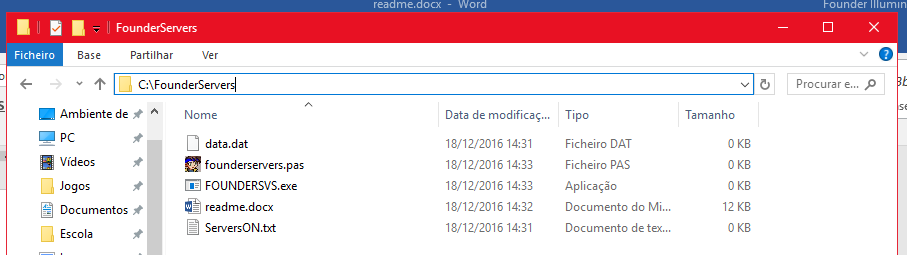 readme.docx - Word
Founder Illumin
FounderServers
Ficheiro Base Partilhar Ver
C:\FounderServers
Procurar e...
Nome Data de modificaç... Tipo Tamanho
Ambiente de
PC
Vídeos
Jogos
Documentos
Escola
data.dat 18/12/2016 14:31 Ficheiro DAT 0 KB
founderservers.pas 18/12/2016 14:33 Ficheiro PAS 0 KB
FOUNDERSVS.exe 18/12/2016 14:33 Aplicação 0 KB
readme.docx 18/12/2016 14:32 Documento do Mi... 12 KB
ServersON.txt 18/12/2016 14:31 Documento de tex... 0 KB